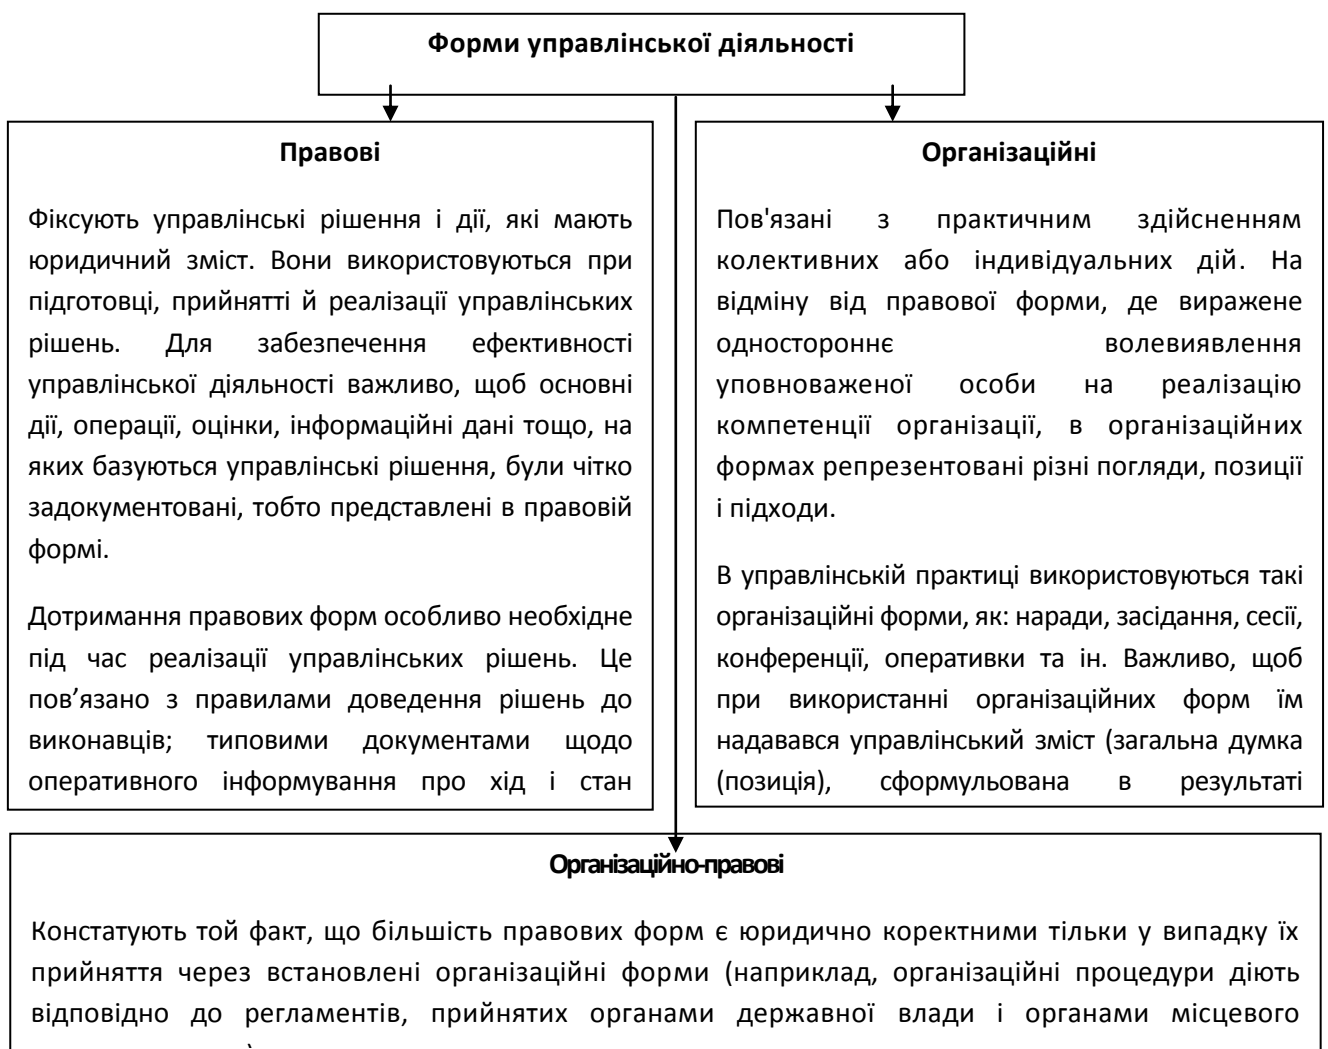 Форми управлінської діяльності
Правові
Фіксують управлінські рішення і дії, які мають
юридичний зміст. Вони використовуються при
підготовці, прийнятті й реалізації управлінських
рішень. Для забезпечення ефективності
управлінської діяльності важливо, щоб основні
дії, операції, оцінки, інформаційні дані тощо, на
яких базуються управлінські рішення, були чітко
задокументовані, тобто представлені в правовій
формі.
Дотримання правових форм особливо необхідне
під час реалізації управлінських рішень. Це
пов’язано з правилами доведення рішень до
виконавців; типовими документами щодо
оперативного інформування про хід і стан
Організаційні
Пов'язані з практичним здійсненням
колективних або індивідуальних дій. На
відміну від правової форми, де виражене
одностороннє волевиявлення
уповноваженої особи на реалізацію
компетенції організації, в організаційних
формах репрезентовані різні погляди, позиції
і підходи.
В управлінській практиці використовуються такі
організаційні форми, як: наради, засідання, сесії,
конференції, оперативки та ін. Важливо, щоб
при використанні організаційних форм їм
надавався управлінський зміст (загальна думка
(позиція), сформульована в результаті
Організаційно-правові
Констатують той факт, що більшість правових форм є юридично коректними тільки у випадку їх
прийняття через встановлені організаційні форми (наприклад, організаційні процедури діють
відповідно до регламентів, прийнятих органами державної влади і органами місцевого